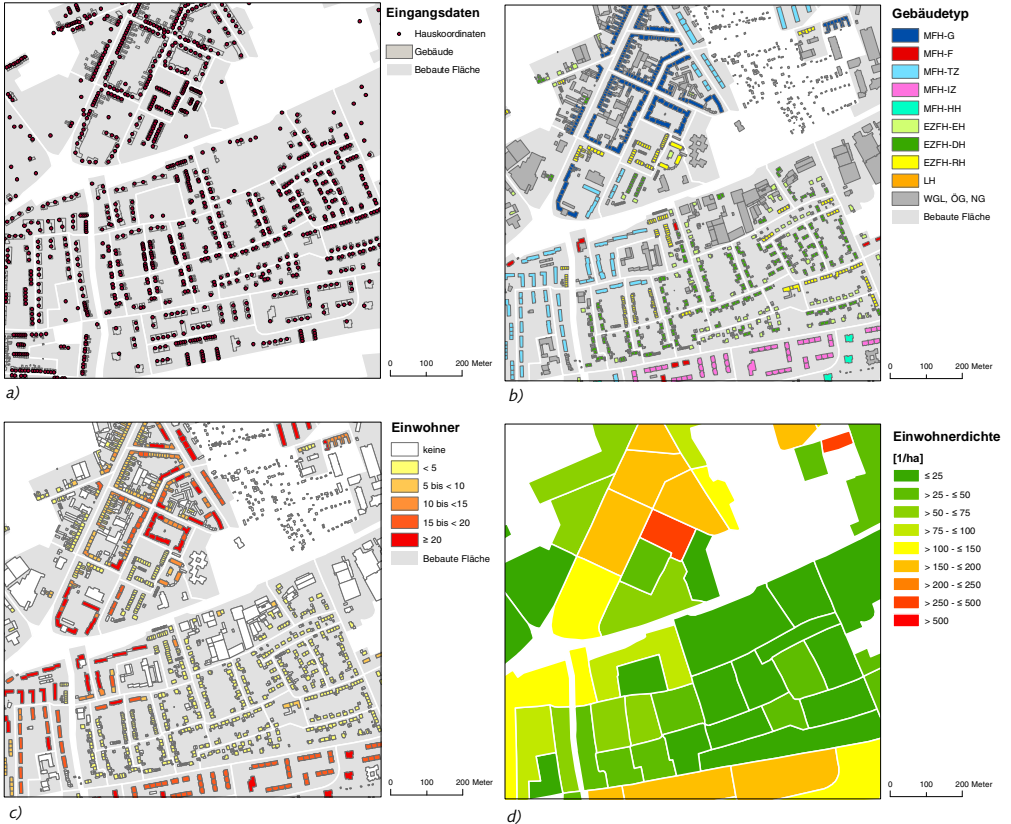 Eingangsdaten
Hauskoordinaten
Gebäude
Bebaute Fläche
0 100 200 Meter
a)
Gebäudetyp
MFH-G
MFH-F
MFH-TZ
MFH-IZ
MFH-HH
EZFH-EH
EZFH-DH
EZFH-RH
LH
WGL, ÖG, NG
Bebaute Fläche
0 100 200 Meter
b)
Einwohner
keine
< 5
5 bis < 10
10 bis <15
15 bis < 20
≥ 20
Bebaute Fläche
0 100 200 Meter
c)
Einwohnerdichte
[1/ha]
≤ 25
> 25 - ≤ 50
> 50 - ≤ 75
> 75 - ≤ 100
> 100 - ≤ 150
> 150 - ≤ 200
> 200 - ≤ 250
> 250 - ≤ 500
> 500
0 100 200 Meter
d)